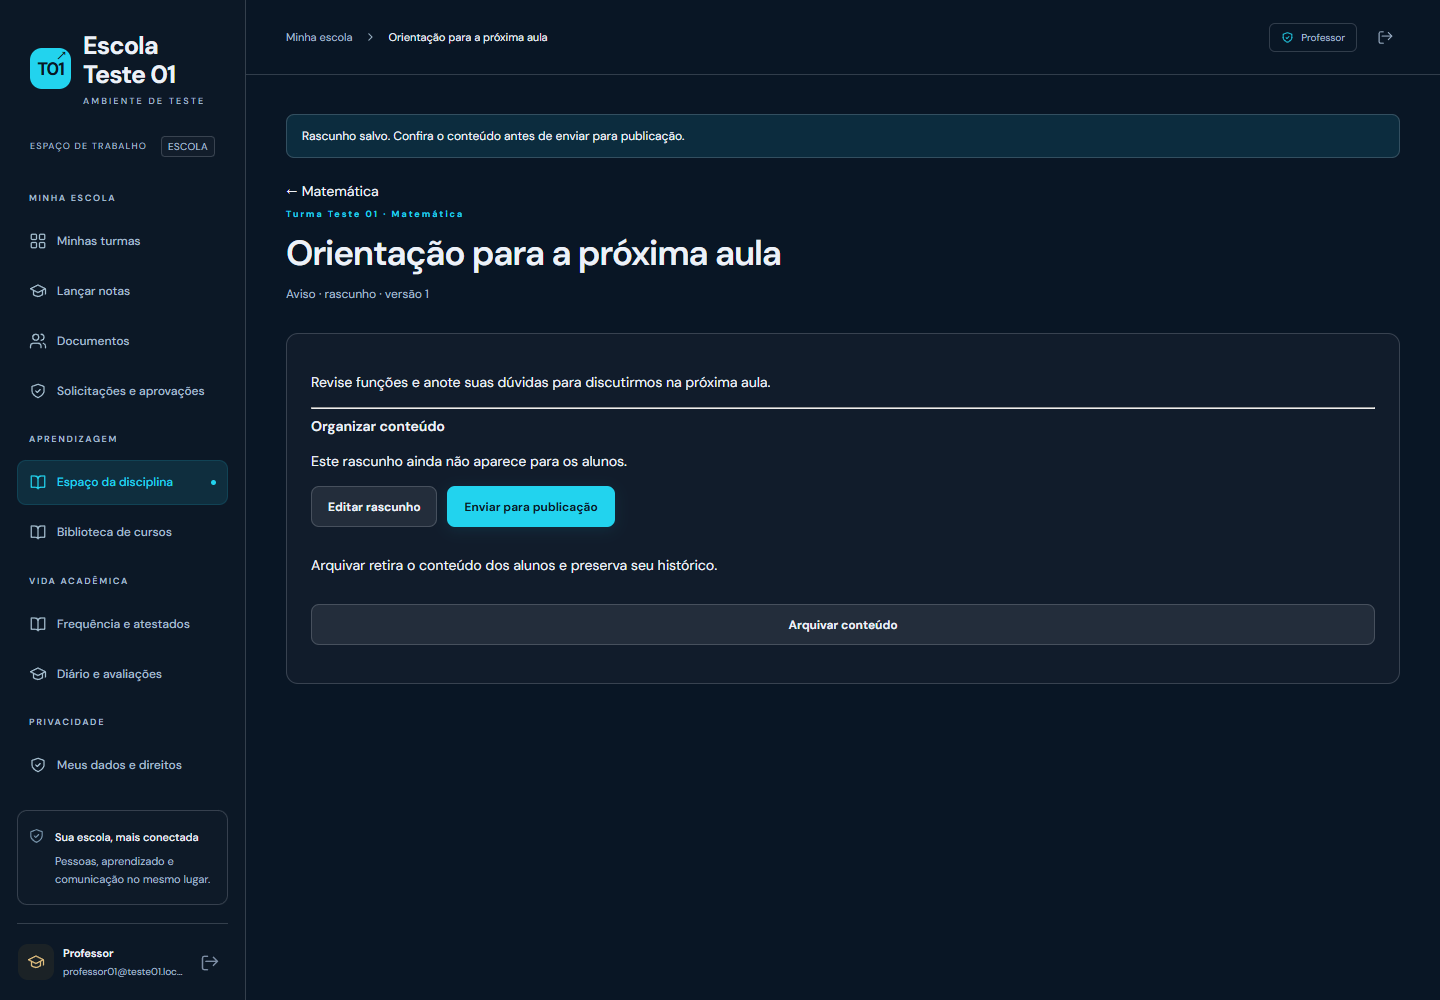 T01
Escola
Teste 01
AMBIENTE DE TESTE
ESPAÇO DE TRABALHO
ESCOLA
MINHA ESCOLA
Minhas turmas
Lançar notas
Documentos
Solicitações e aprovações
APRENDIZAGEM
Espaço da disciplina
Biblioteca de cursos
VIDA ACADÊMICA
Frequência e atestados
Diário e avaliações
PRIVACIDADE
Meus dados e direitos
Sua escola, mais conectada
Pessoas, aprendizado e
comunicação no mesmo lugar.
Professor
professor01@teste01.loc...
Minha escola
Orientação para a próxima aula
Professor
Rascunho salvo. Confira o conteúdo antes de enviar para publicação.
← Matemática
Turma Teste 01 · Matemática
Orientação para a próxima aula
Aviso · rascunho · versão 1
Revise funções e anote suas dúvidas para discutirmos na próxima aula.
Organizar conteúdo
Este rascunho ainda não aparece para os alunos.
Editar rascunho
Enviar para publicação
Arquivar retira o conteúdo dos alunos e preserva seu histórico.
Arquivar conteúdo